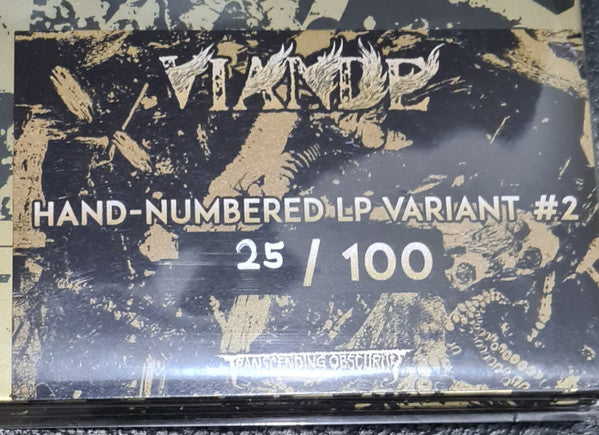 VIANDE
HAND-NUMBERED LP VARIANT #2
25 / 100
TRANSCENDING OBSCURITY